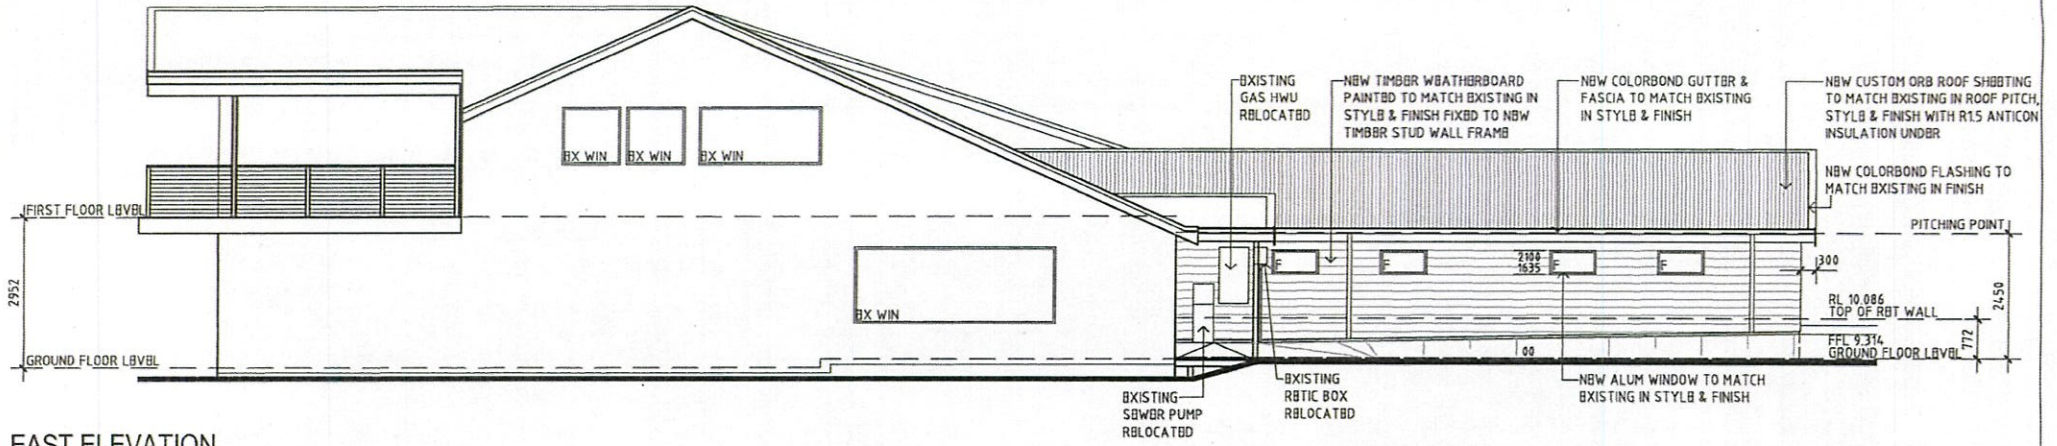 EXISTING
GAS HWU
RELOCATED
NEW TIMBER WEATHERBOARD
PAINTED TO MATCH EXISTING IN
STYLE & FINISH FIXED TO NEW
TIMBER STUD WALL FRAME
NEW COLORBOND GUTTER &
FASCIA TO MATCH EXISTING
IN STYLE & FINISH
NEW CUSTOM ORB ROOF SHEETING
TO MATCH EXISTING IN ROOF PITCH,
STYLE & FINISH WITH R1.5 ANTICON
INSULATION UNDER
EX WIN
EX WIN
EX WIN
NEW COLORBOND FLASHING TO
MATCH EXISTING IN FINISH
FIRST FLOOR LEVEL
PITCHING POINT
2952
F
F
2100
1635
F
F
300
2450
EX WIN
RL 10.086
TOP OF RET WALL
772
FFL 9.314
GROUND FLOOR LEVEL
GROUND FLOOR LEVEL
00
EXISTING
SEWER PUMP
RELOCATED
EXISTING
RETIC BOX
RELOCATED
NEW ALUM WINDOW TO MATCH
EXISTING IN STYLE & FINISH
EAST ELEVATION